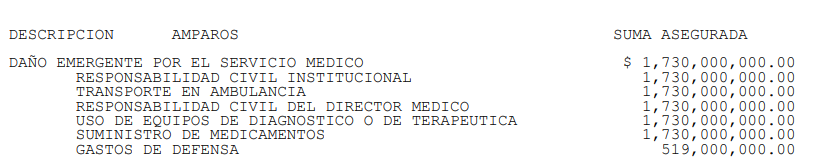 DESCRIPCION AMPAROS SUMA ASEGURADA
DAÑO EMERGENTE POR EL SERVICIO MEDICO $ 1,730,000,000.00
RESPONSABILIDAD CIVIL INSTITUCIONAL 1,730,000,000.00
TRANSPORTE EN AMBULANCIA 1,730,000,000.00
RESPONSABILIDAD CIVIL DEL DIRECTOR MEDICO 1,730,000,000.00
USO DE EQUIPOS DE DIAGNOSTICO O DE TERAPEUTICA 1,730,000,000.00
SUMINISTRO DE MEDICAMENTOS 1,730,000,000.00
GASTOS DE DEFENSA 519,000,000.00